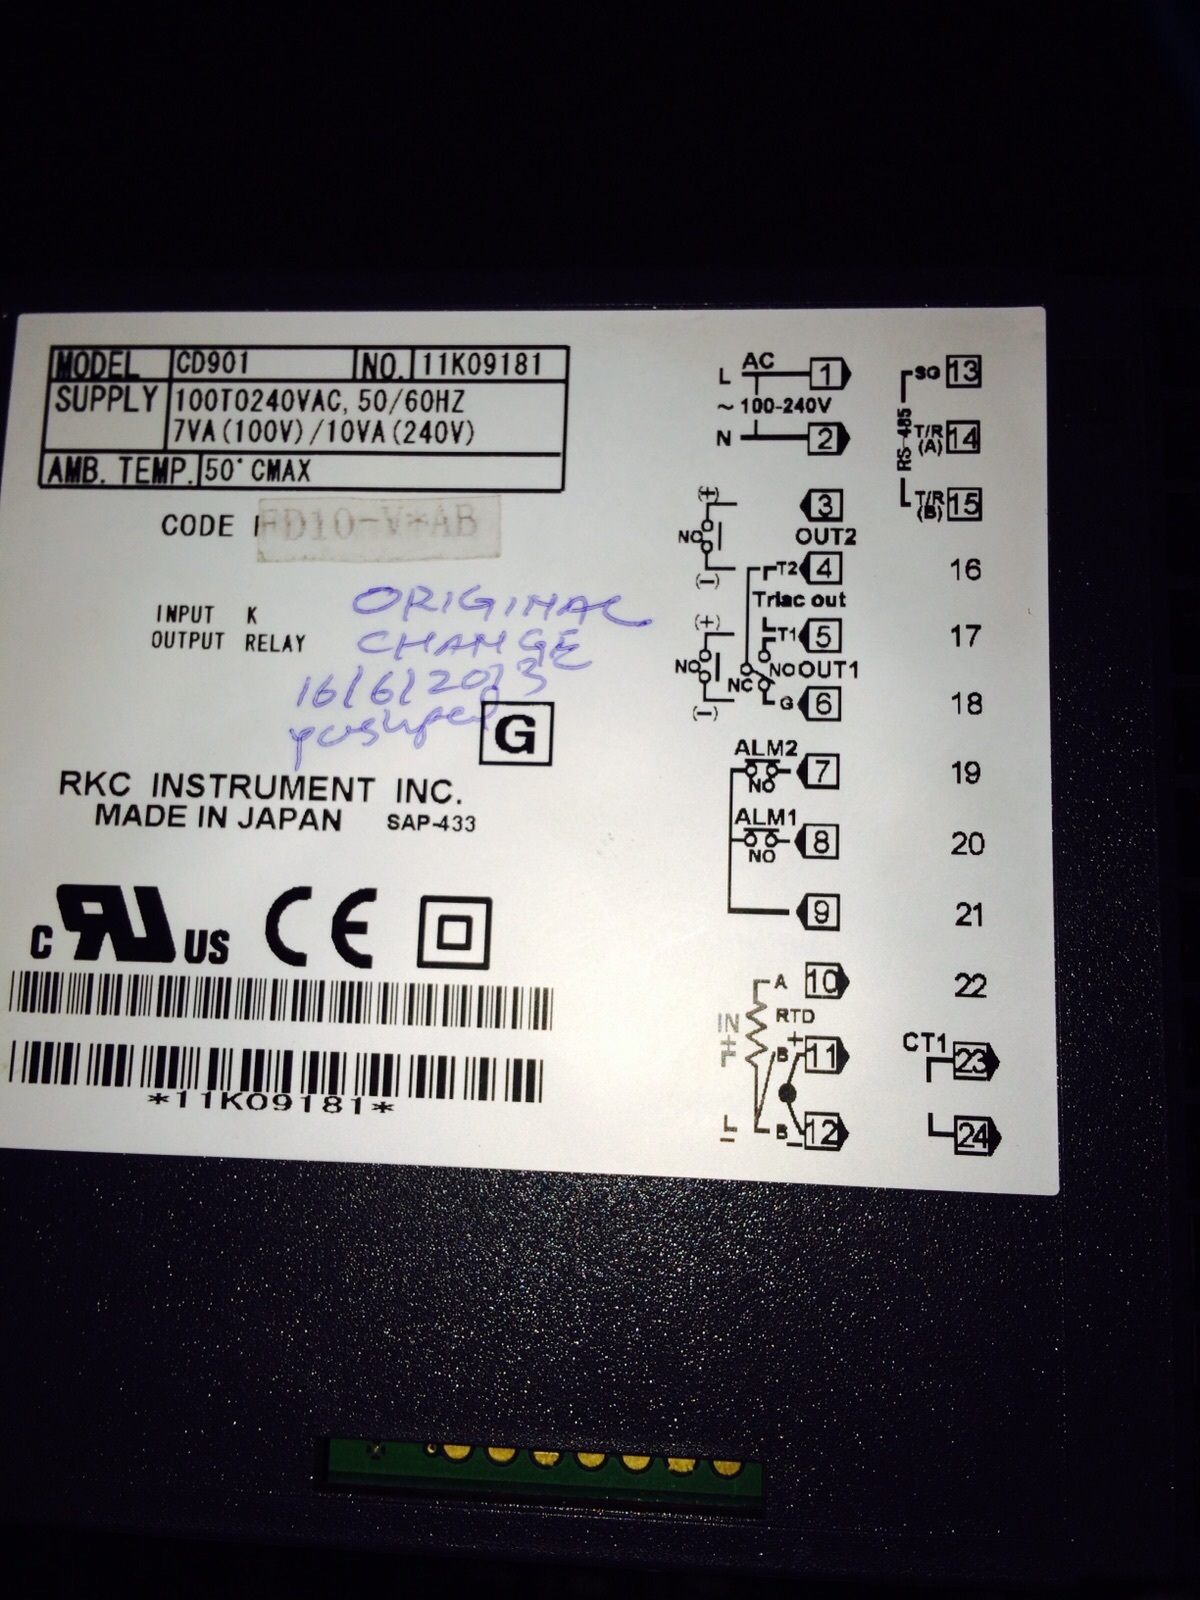 MODEL CD901 NO. 11K09181
SUPPLY 100TO240VAC, 50/60HZ
7VA(100V)/10VA(240V)
AMB. TEMP. 50°CMAX
CODE FD10-V*AB
INPUT K
OUTPUT RELAY
ORIGINAL
CHANGE
16/6/2013
G
RKC INSTRUMENT INC.
MADE IN JAPAN SAP-433
C US CE
*11K09181*
L AC 1
~ 100-240V
N 2
(+) 3
NO OUT2
(-) T2 4
Triac out
(+) T1 5
NO NO OUT1
NC
(-) G 6
ALM2 7
NO
ALM1 8
NO
9
A 10
IN RTD
+ B + 11
- B - 12
RS-485
SG 13
T/R (A) 14
T/R (B) 15
16
17
18
19
20
21
22
CT1 23
24